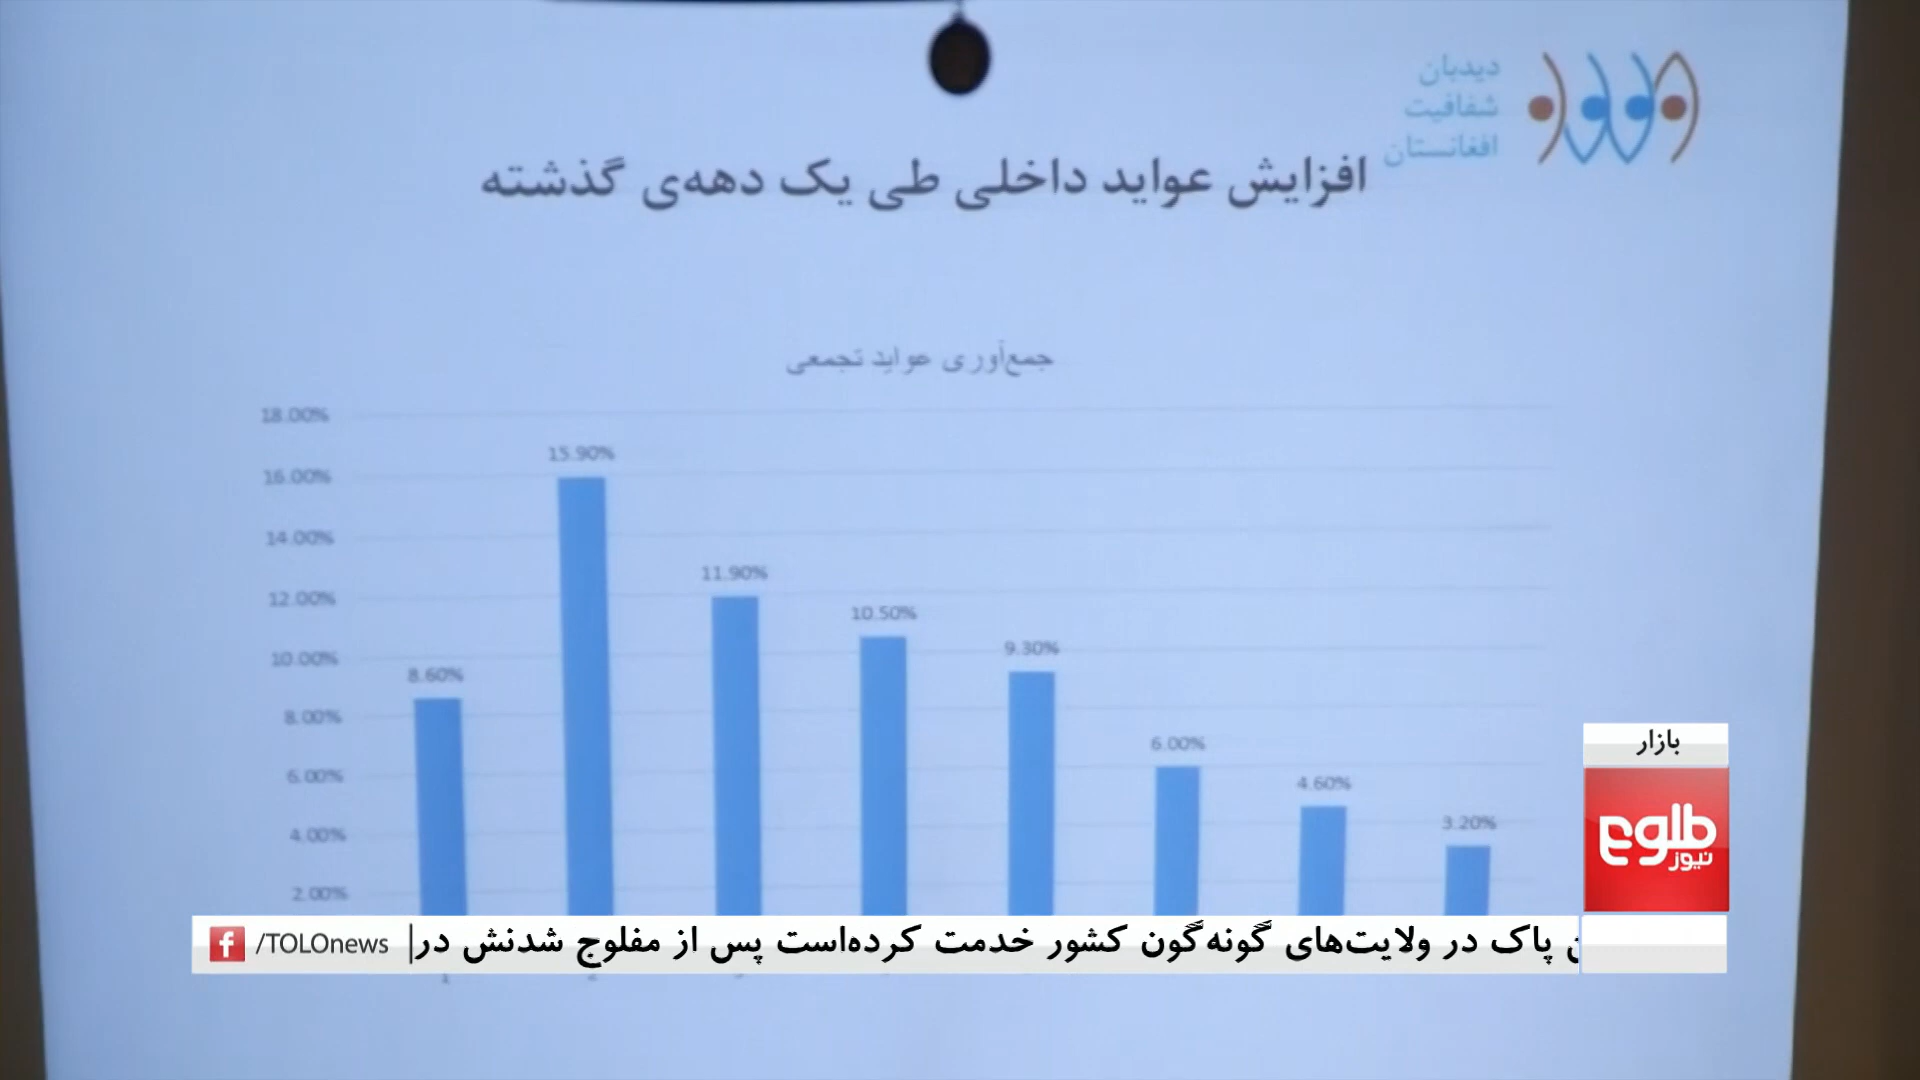 دیدبان
شفافیت
افغانستان
افزایش عواید داخلی طی یک دهه‌ی گذشته
جمع‌آوری عواید تجمعی
18.00%
16.00%
14.00%
12.00%
10.00%
8.00%
6.00%
4.00%
2.00%
8.60%
15.90%
11.90%
10.50%
9.30%
6.00%
4.60%
3.20%
بازار
طلوع
نیوز
پاک در ولایت‌های گونه‌گون کشور خدمت کرده‌است پس از مفلوج شدنش در
/TOLOnews